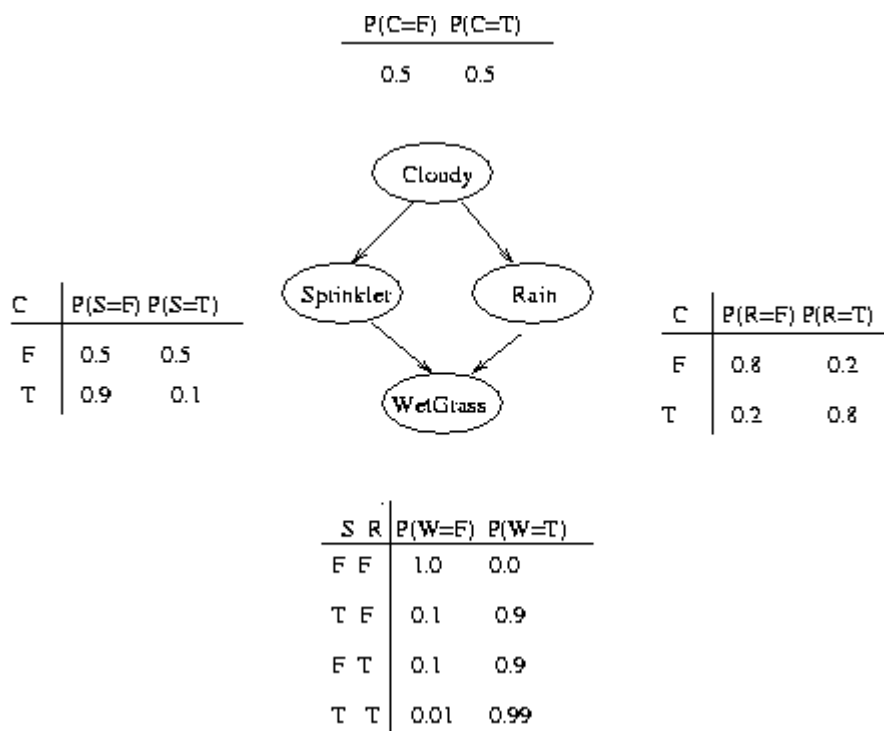 P(C=F) P(C=T)
0.5 0.5
Cloudy
Sprinkler
Rain
WetGrass
C P(S=F) P(S=T)
F 0.5 0.5
T 0.9 0.1
C P(R=F) P(R=T)
F 0.8 0.2
T 0.2 0.8
S R P(W=F) P(W=T)
F F 1.0 0.0
T F 0.1 0.9
F T 0.1 0.9
T T 0.01 0.99